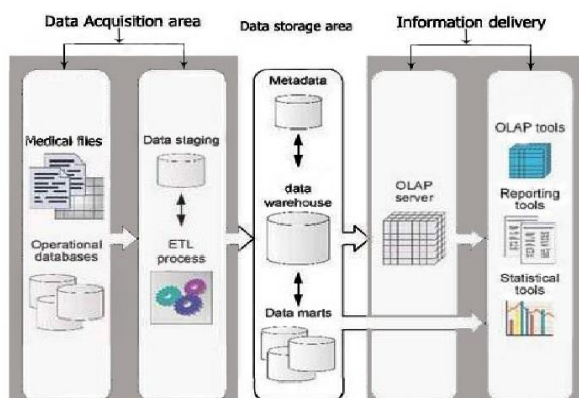 Data Acquisition area
Data storage area
Information delivery
Medical files
Operational
databases
Data staging
ETL
process
Metadata
data
warehouse
Data marts
OLAP
server
OLAP tools
Reporting
tools
Statistical
tools